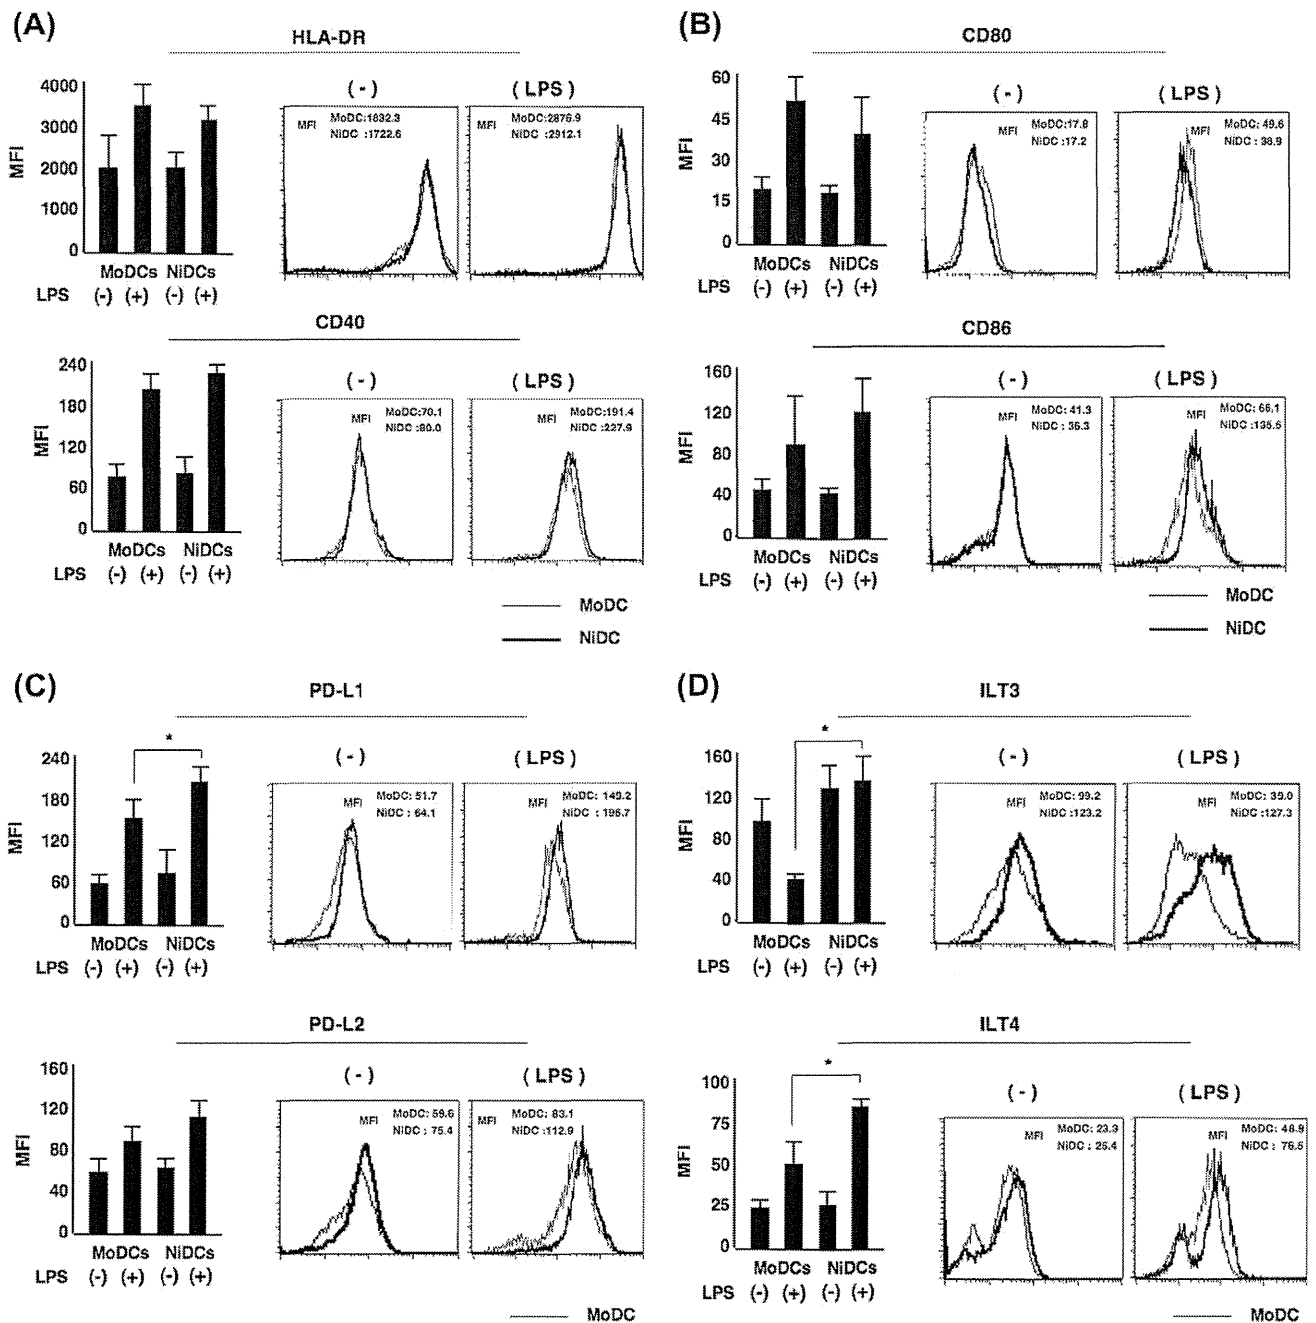 (A)
HLA-DR
MFI
4000
3000
2000
1000
0
MoDCs NiDCs
LPS (-) (+) (-) (+)
(-)
MFI
MoDC:1832.3
NiDC :1722.6
(LPS)
MFI
MoDC:2876.9
NiDC :2912.1
CD40
MFI
240
180
120
60
0
MoDCs NiDCs
LPS (-) (+) (-) (+)
(-)
MFI
MoDC:70.1
NiDC :80.0
(LPS)
MFI
MoDC:191.4
NiDC :227.9
MoDC
NiDC
(B)
CD80
MFI
60
45
30
15
0
MoDCs NiDCs
LPS (-) (+) (-) (+)
(-)
MFI
MoDC:17.8
NiDC :17.2
(LPS)
MFI
MoDC: 49.6
NiDC : 38.9
CD86
MFI
160
120
80
40
0
MoDCs NiDCs
LPS (-) (+) (-) (+)
(-)
MFI
MoDC: 41.3
NiDC : 36.3
(LPS)
MFI
MoDC: 66.1
NiDC :135.5
MoDC
NiDC
(C)
PD-L1
MFI
240
180
120
60
0
*
MoDCs NiDCs
LPS (-) (+) (-) (+)
(-)
MFI
MoDC: 51.7
NiDC : 64.1
(LPS)
MFI
MoDC: 149.2
NiDC : 196.7
PD-L2
MFI
160
120
80
40
0
MoDCs NiDCs
LPS (-) (+) (-) (+)
(-)
MFI
MoDC: 59.6
NiDC : 75.4
(LPS)
MFI
MoDC: 83.1
NiDC :112.9
MoDC
(D)
ILT3
MFI
160
120
80
40
0
*
MoDCs NiDCs
LPS (-) (+) (-) (+)
(-)
MFI
MoDC: 99.2
NiDC :123.2
(LPS)
MFI
MoDC: 39.0
NiDC :127.3
ILT4
MFI
100
75
50
25
0
*
MoDCs NiDCs
LPS (-) (+) (-) (+)
(-)
MFI
MoDC: 23.3
NiDC : 25.4
(LPS)
MFI
MoDC: 48.9
NiDC : 76.5
MoDC